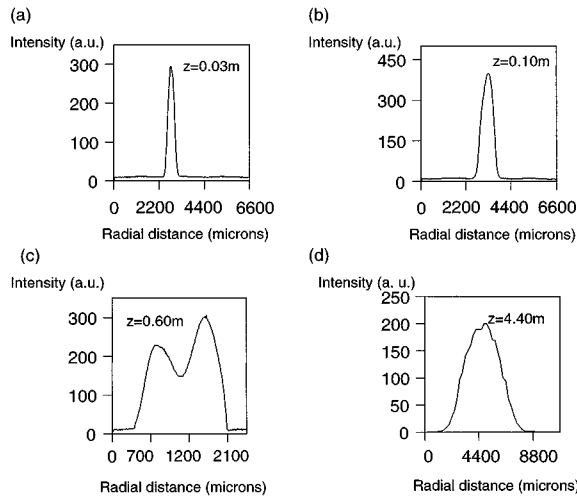 (a)
Intensity (a.u.)
300
200
100
0
z=0.03m
0 2200 4400 6600
Radial distance (microns)
(b)
Intensity (a.u.)
450
300
150
0
z=0.10m
0 2200 4400 6600
Radial distance (microns)
(c)
Intensity (a.u.)
300
200
100
0
z=0.60m
0 700 1200 2100
Radial distance (microns)
(d)
Intensity (a. u.)
250
200
150
100
50
0
z=4.40m
0 4400 8800
Radial distance (microns)